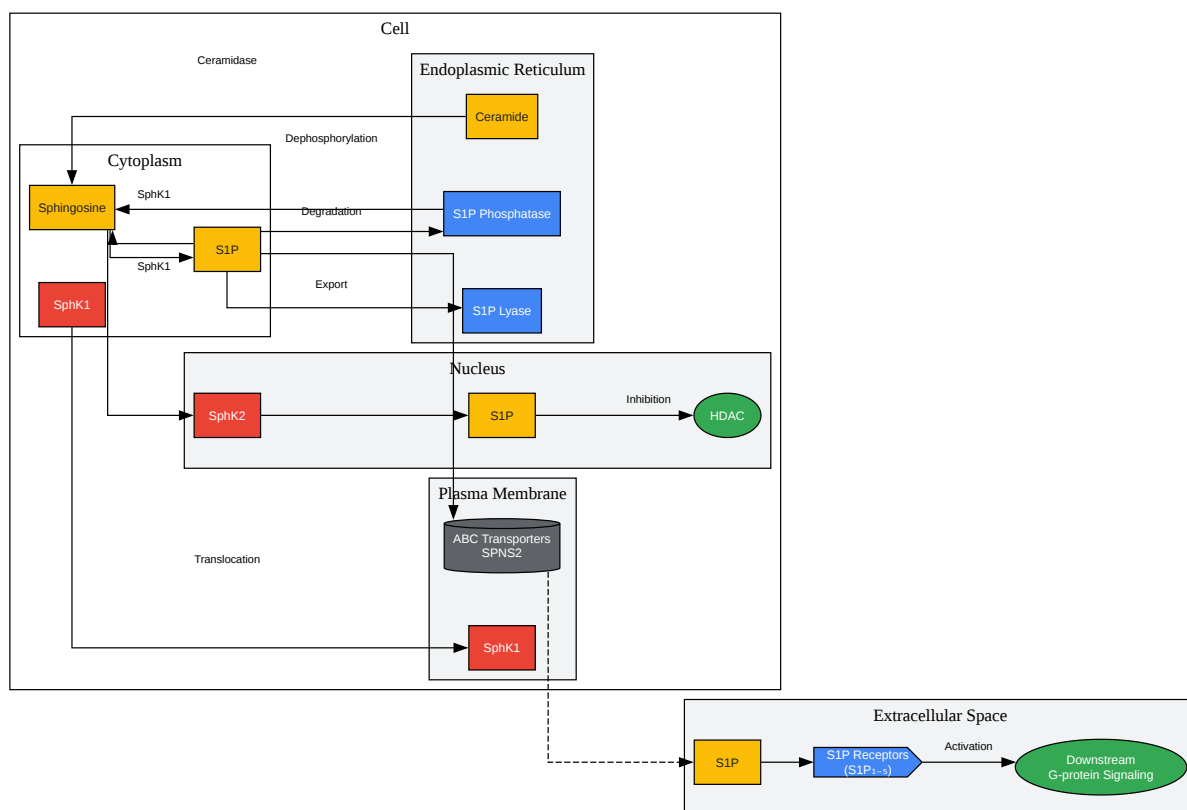 Cell
Ceramidase
Endoplasmic Reticulum
Ceramide
Dephosphorylation
Cytoplasm
Sphingosine
SphK1
Degradation
S1P Phosphatase
S1P
SphK1
SphK1
Export
S1P Lyase
Nucleus
SphK2
S1P
Inhibition
HDAC
Plasma Membrane
ABC Transporters
SPNS2
Translocation
SphK1
Extracellular Space
S1P
S1P Receptors
(S1P₁₋₅)
Activation
Downstream
G-protein Signaling